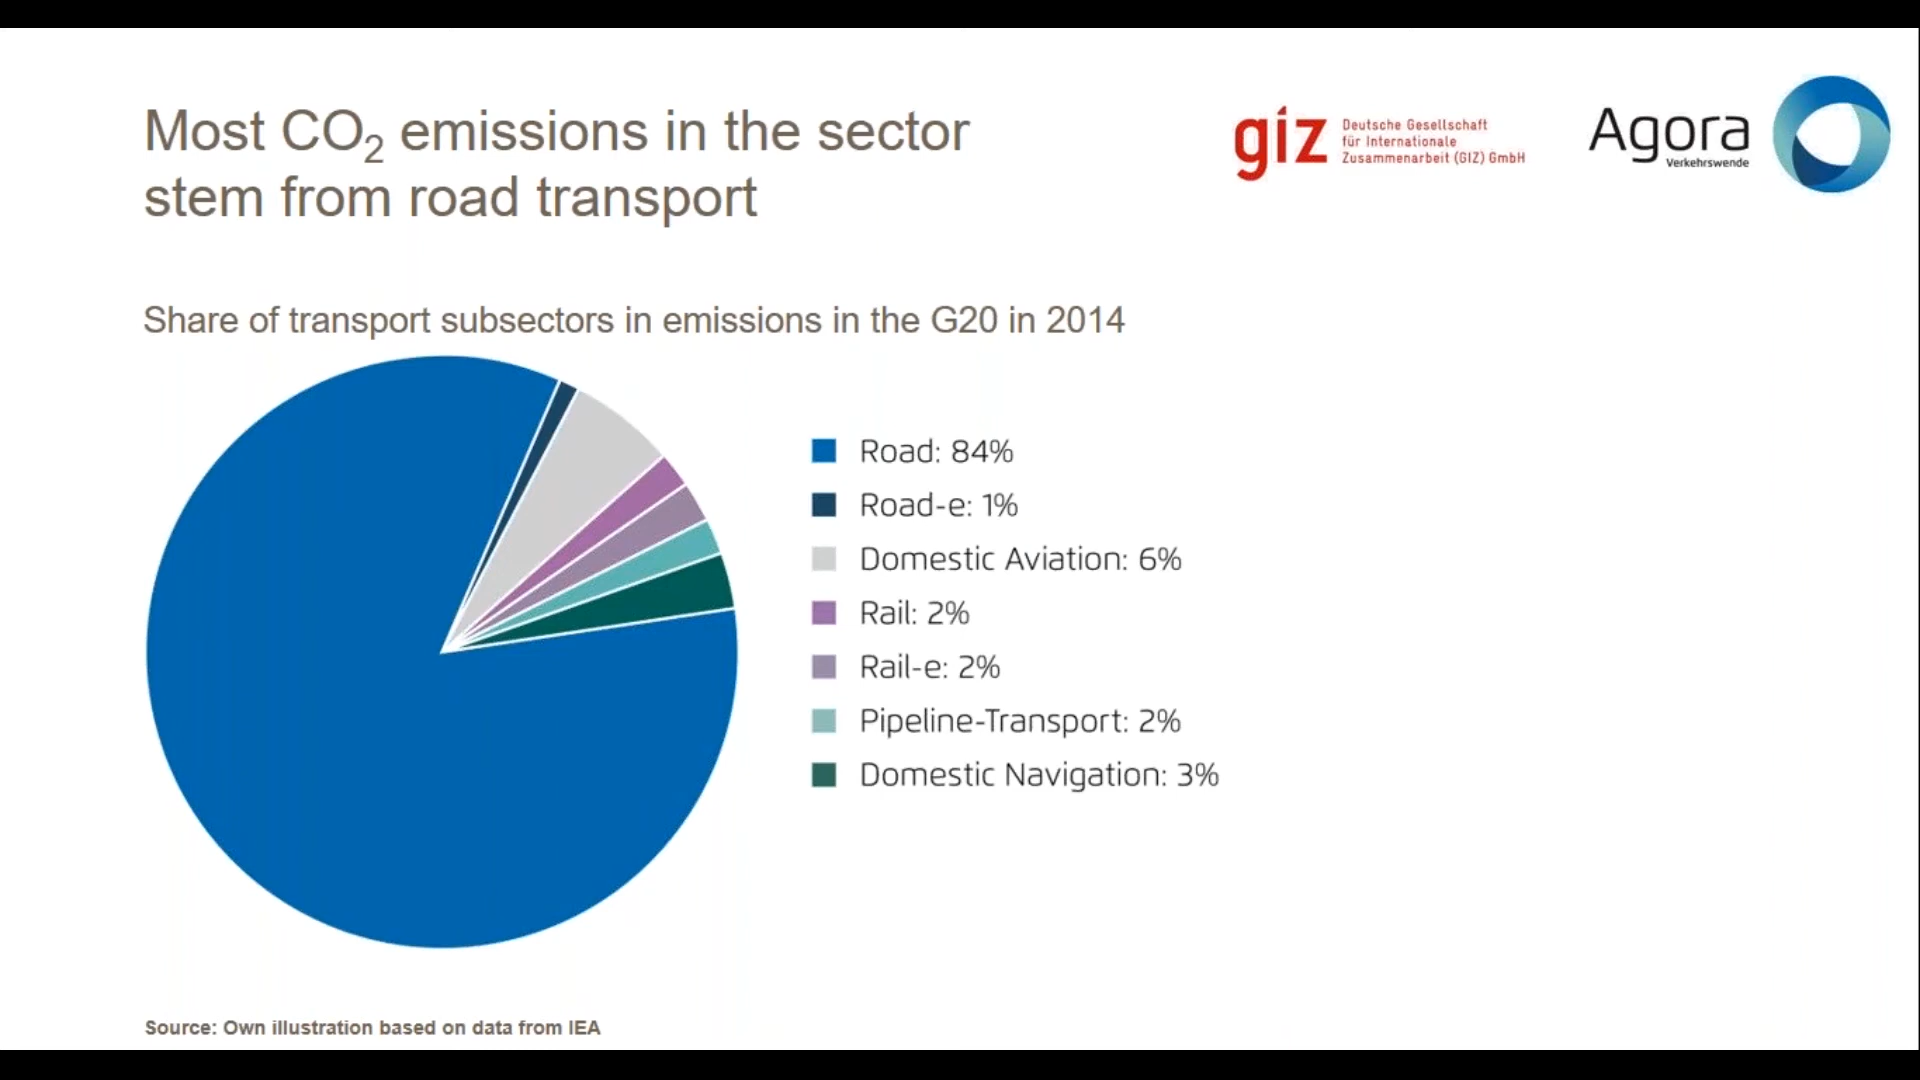 Most CO₂ emissions in the sector
stem from road transport
giz
Deutsche Gesellschaft
für Internationale
Zusammenarbeit (GIZ) GmbH
Agora
Verkehrswende
Share of transport subsectors in emissions in the G20 in 2014
Road: 84%
Road-e: 1%
Domestic Aviation: 6%
Rail: 2%
Rail-e: 2%
Pipeline-Transport: 2%
Domestic Navigation: 3%
Source: Own illustration based on data from IEA